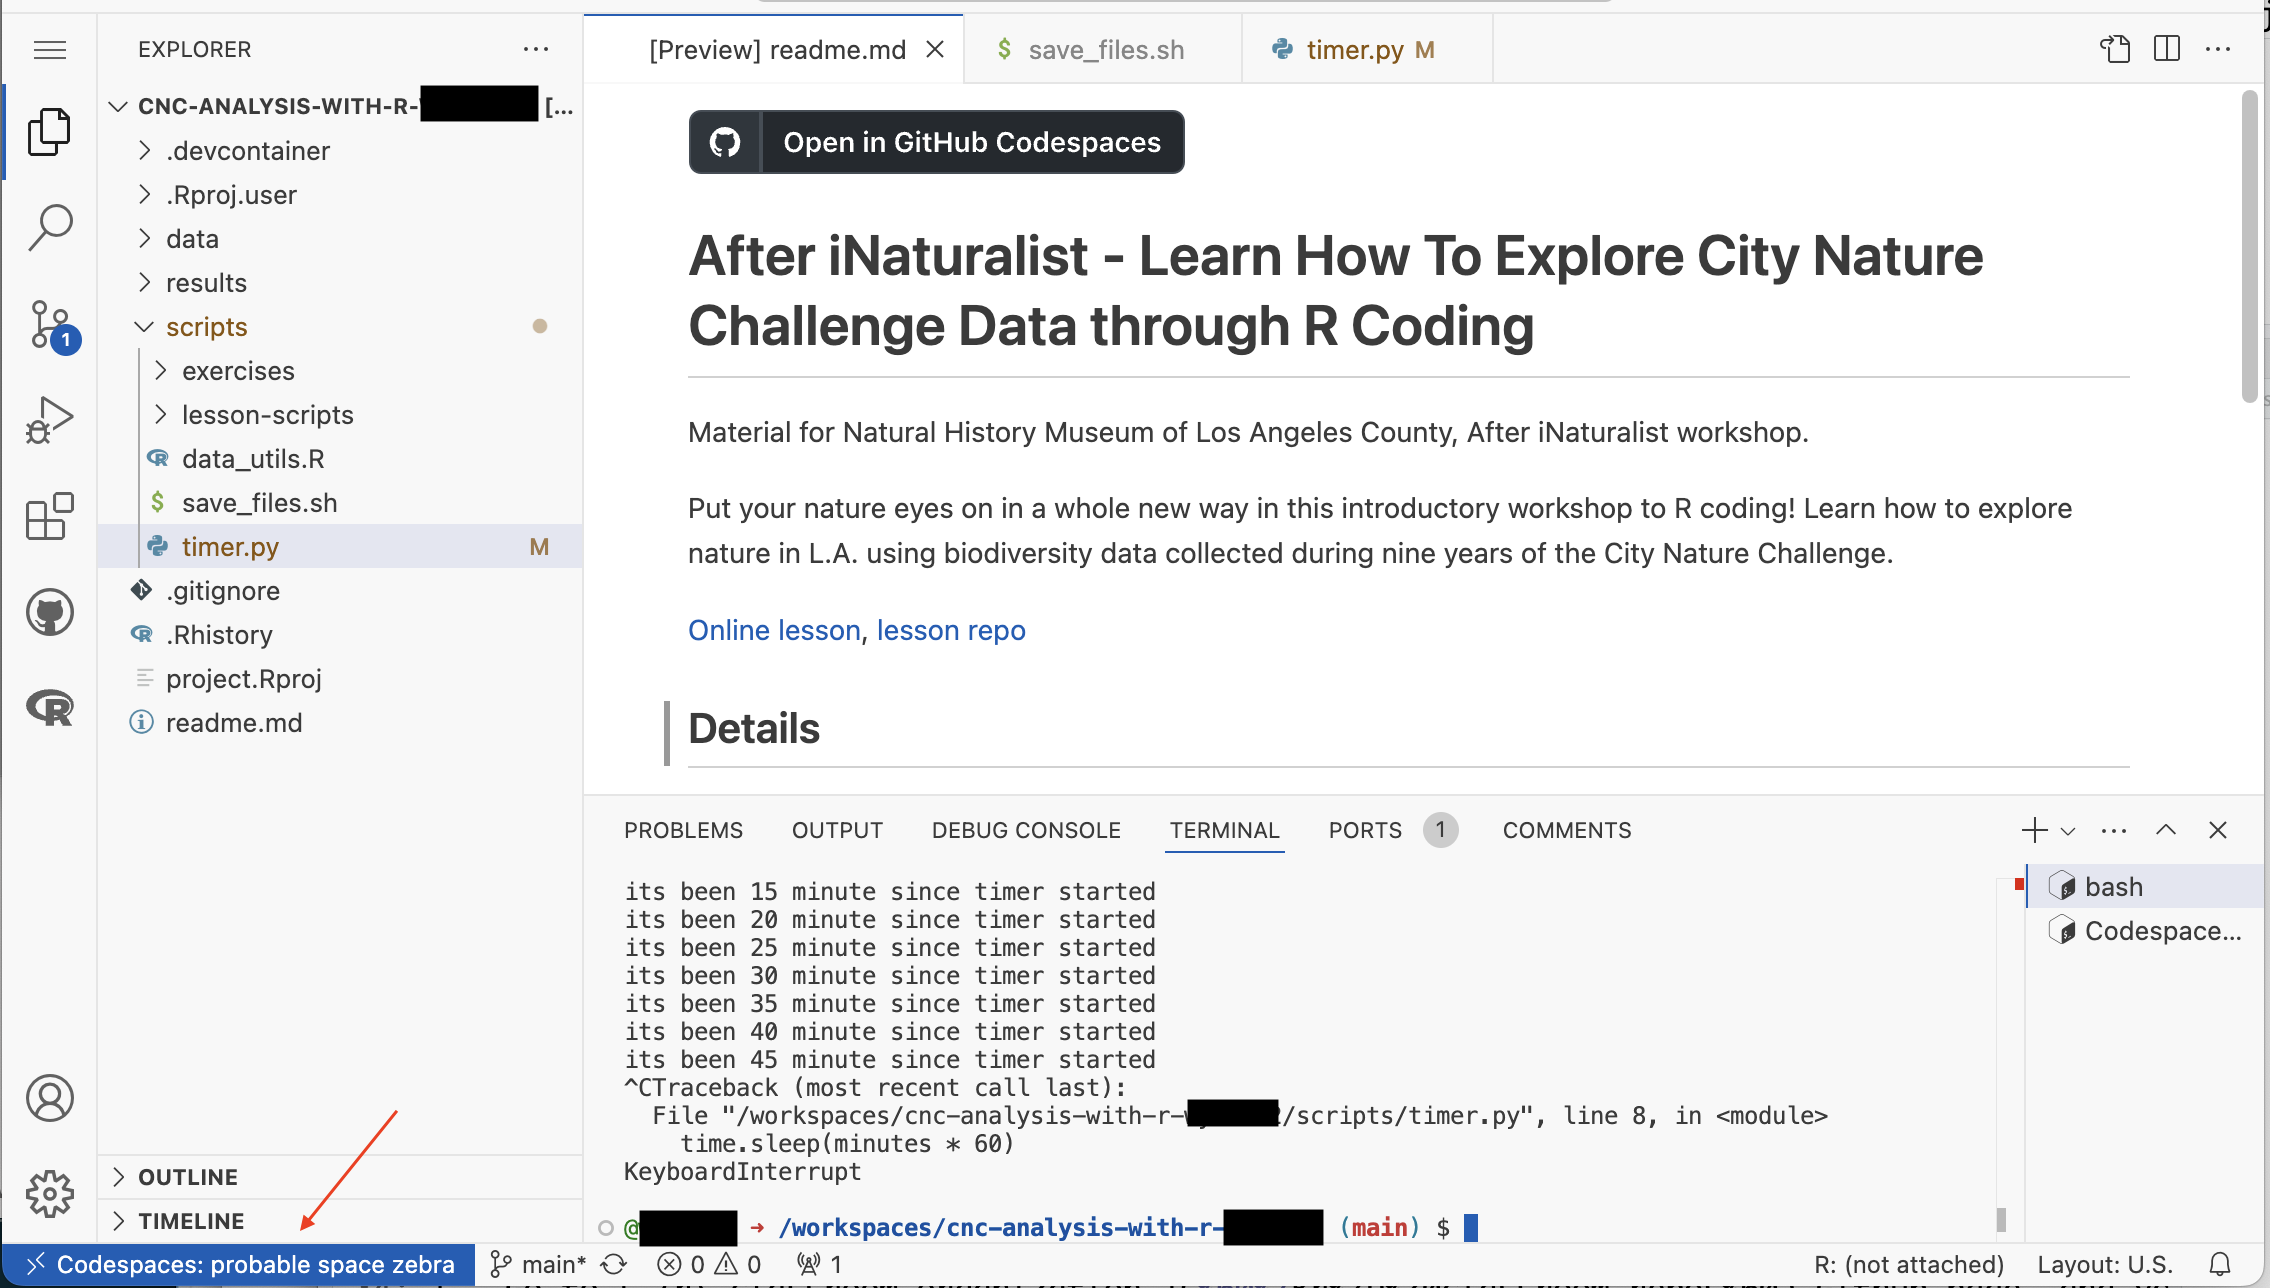 EXPLORER
CNC-ANALYSIS-WITH-R- [...
.devcontainer
.Rproj.user
data
results
scripts
exercises
lesson-scripts
data_utils.R
save_files.sh
timer.py M
.gitignore
.Rhistory
project.Rproj
readme.md
OUTLINE
TIMELINE
1
[Preview] readme.md
$ save_files.sh
timer.py M
Open in GitHub Codespaces
After iNaturalist - Learn How To Explore City Nature
Challenge Data through R Coding
Material for Natural History Museum of Los Angeles County, After iNaturalist workshop.
Put your nature eyes on in a whole new way in this introductory workshop to R coding! Learn how to explore
nature in L.A. using biodiversity data collected during nine years of the City Nature Challenge.
Online lesson, lesson repo
Details
PROBLEMS OUTPUT DEBUG CONSOLE TERMINAL PORTS 1 COMMENTS
its been 15 minute since timer started
its been 20 minute since timer started
its been 25 minute since timer started
its been 30 minute since timer started
its been 35 minute since timer started
its been 40 minute since timer started
its been 45 minute since timer started
^CTraceback (most recent call last):
File "/workspaces/cnc-analysis-with-r- /scripts/timer.py", line 8, in <module>
time.sleep(minutes * 60)
KeyboardInterrupt
@ → /workspaces/cnc-analysis-with-r- (main) $
bash
Codespace...
Codespaces: probable space zebra main* 0 0 1 R: (not attached) Layout: U.S.